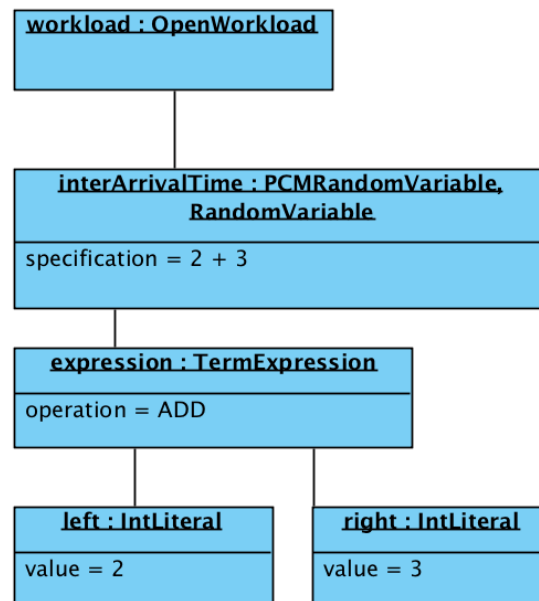 workload : OpenWorkload
interArrivalTime : PCMRandomVariable,
RandomVariable
specification = 2 + 3
expression : TermExpression
operation = ADD
left : IntLiteral
value = 2
right : IntLiteral
value = 3